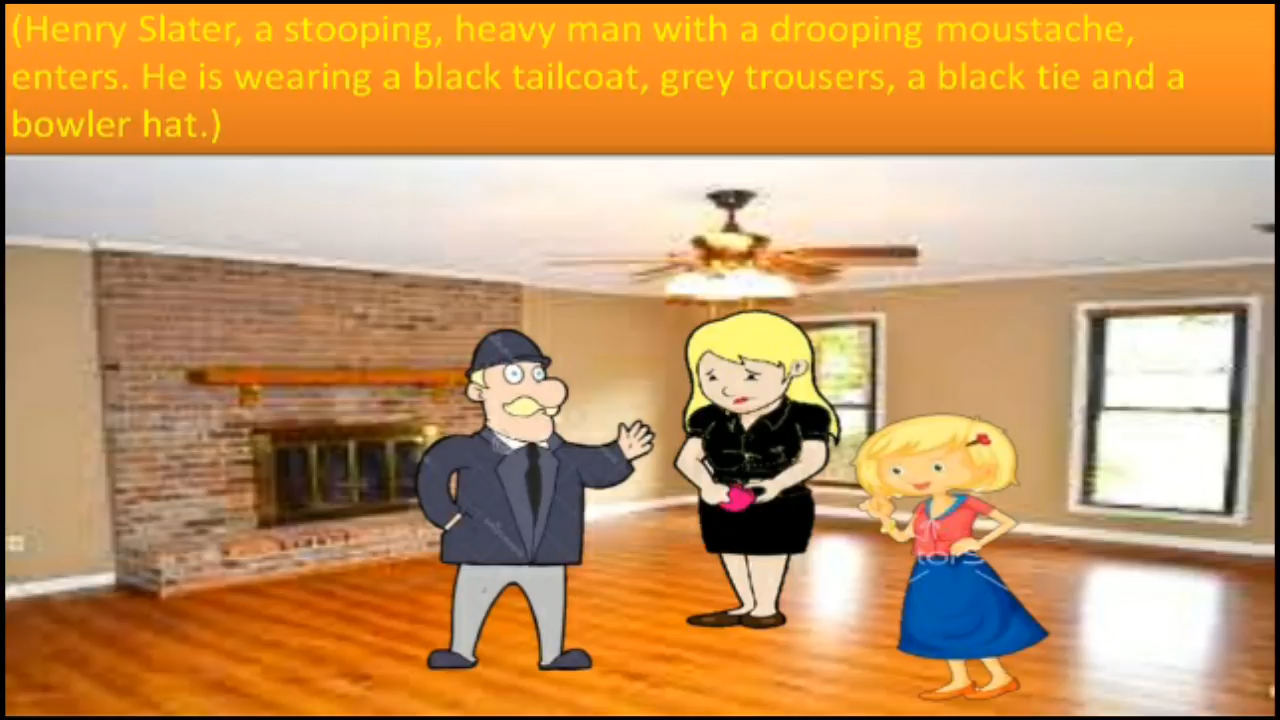 (Henry Slater, a stooping, heavy man with a drooping moustache,
enters. He is wearing a black tailcoat, grey trousers, a black tie and a
bowler hat.)
tors